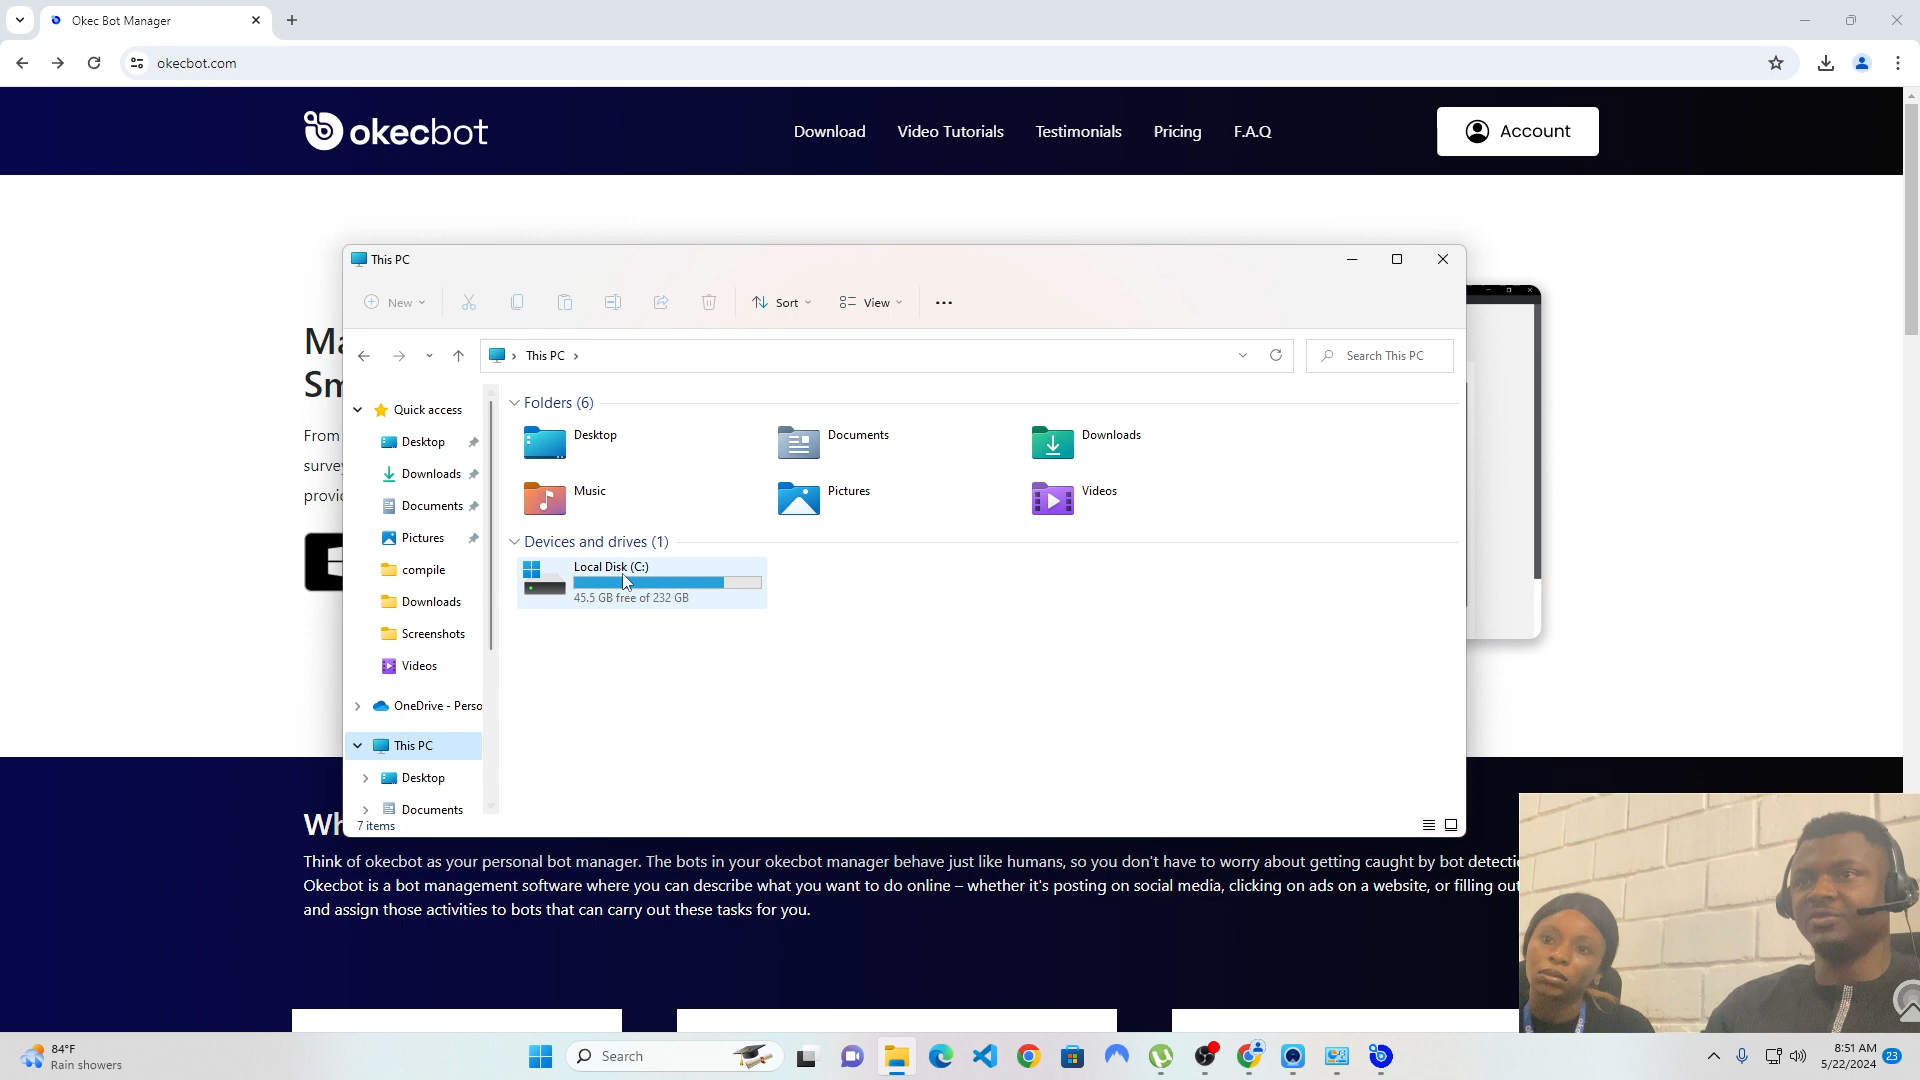 Okec Bot Manager
okecbot.com
okecbot
Download
Video Tutorials
Testimonials
Pricing
F.A.Q
Account
This PC
New
Sort
View
This PC
Search This PC
Quick access
Desktop
Downloads
Documents
Pictures
compile
Downloads
Screenshots
Videos
OneDrive - Perso
This PC
Desktop
Documents
7 items
Folders (6)
Desktop
Documents
Downloads
Music
Pictures
Videos
Devices and drives (1)
Local Disk (C:)
45.5 GB free of 232 GB
Ma
Sm
From
surve
provid
Wh
Think of okecbot as your personal bot manager. The bots in your okecbot manager behave just like humans, so you don't have to worry about getting caught by bot detecti
Okecbot is a bot management software where you can describe what you want to do online – whether it's posting on social media, clicking on ads on a website, or filling out
and assign those activities to bots that can carry out these tasks for you.
84°F
Rain showers
Search
8:51 AM
5/22/2024
23